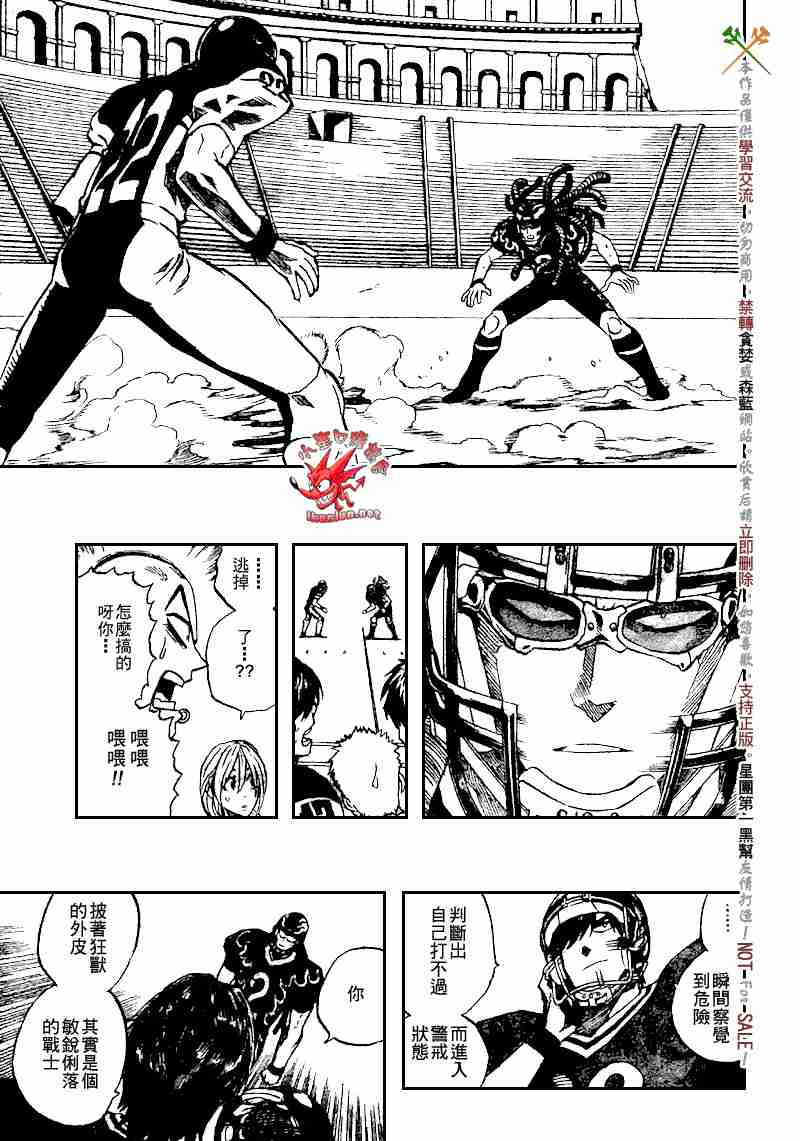 ……
逃掉
了…??
怎麼搞的
呀你…
喂喂
喂喂!!
……
瞬間察覺
到危險
判斷出
自己打不過
而進入
警戒
狀態
你
披著狂獸
的外皮
其實是個
敏銳俐落
的戰士
本作品僅供學習交流，切勿商用，禁轉貪婪或森藍網站。欣賞后請立即刪除，如您喜歡，支持正版。星團第一黑幫友情打造！NOT For SALE！